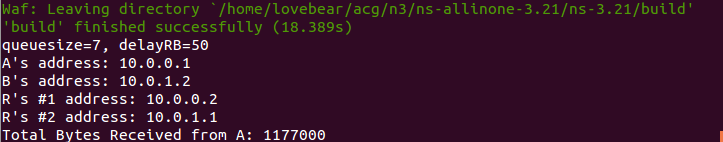 Waf: Leaving directory `/home/lovebear/acg/n3/ns-allinone-3.21/ns-3.21/build'
'build' finished successfully (18.389s)
queuesize=7, delayRB=50
A's address: 10.0.0.1
B's address: 10.0.1.2
R's #1 address: 10.0.0.2
R's #2 address: 10.0.1.1
Total Bytes Received from A: 1177000